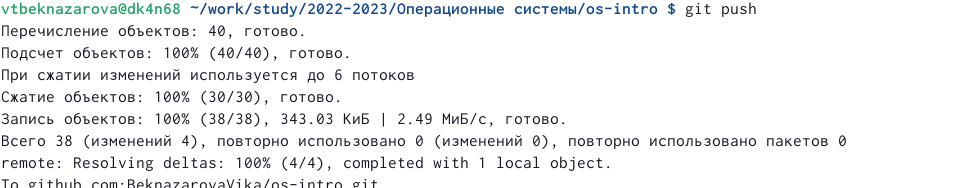 vtbeknazarova@dk4n68 ~/work/study/2022-2023/Операционные системы/os-intro $ git push
Перечисление объектов: 40, готово.
Подсчет объектов: 100% (40/40), готово.
При сжатии изменений используется до 6 потоков
Сжатие объектов: 100% (30/30), готово.
Запись объектов: 100% (38/38), 343.03 КиБ | 2.49 МиБ/с, готово.
Всего 38 (изменений 4), повторно использовано 0 (изменений 0), повторно использовано пакетов 0
remote: Resolving deltas: 100% (4/4), completed with 1 local object.
To github.com:BeknazarovaVika/os-intro.git